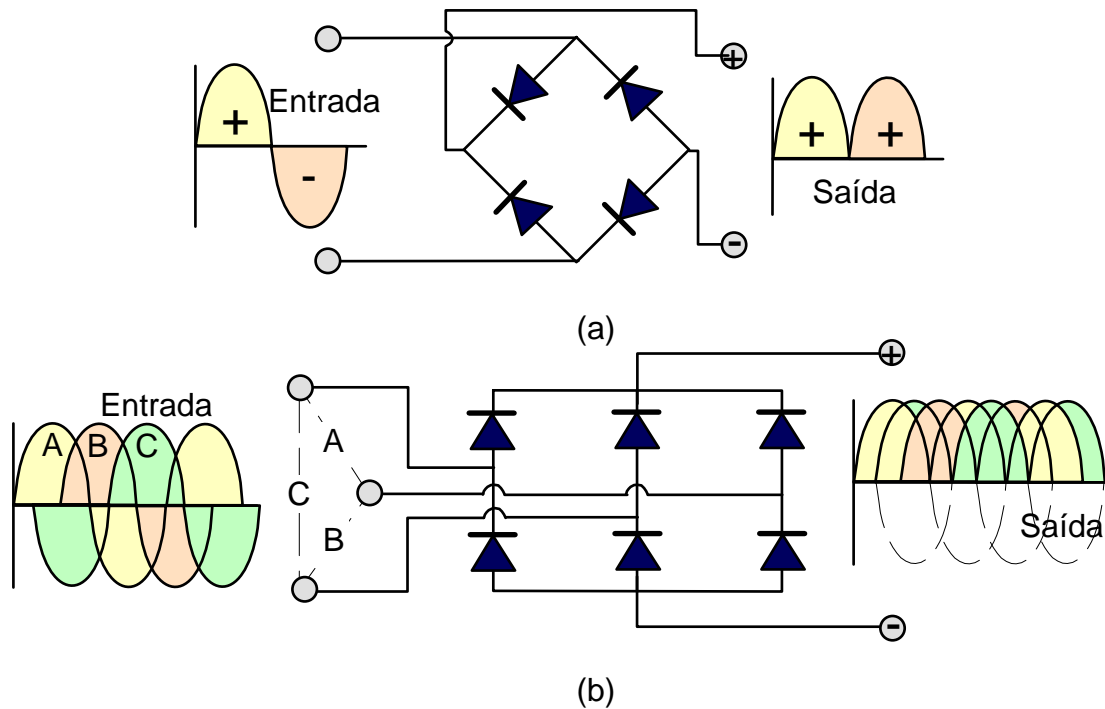 +
Entrada
+
-
+ +
Saída
-
(a)
+
Entrada
A B C
A
C
B
Saída
-
(b)